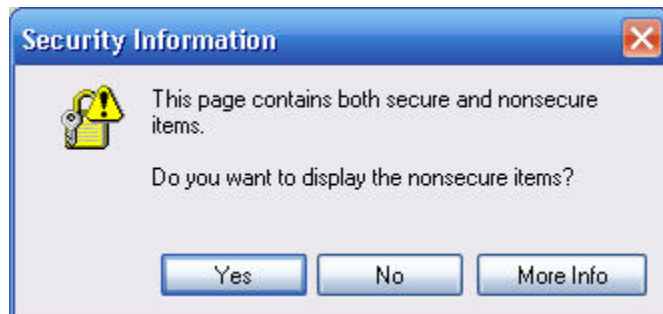 Security Information
This page contains both secure and nonsecure
items.
Do you want to display the nonsecure items?
Yes No More Info